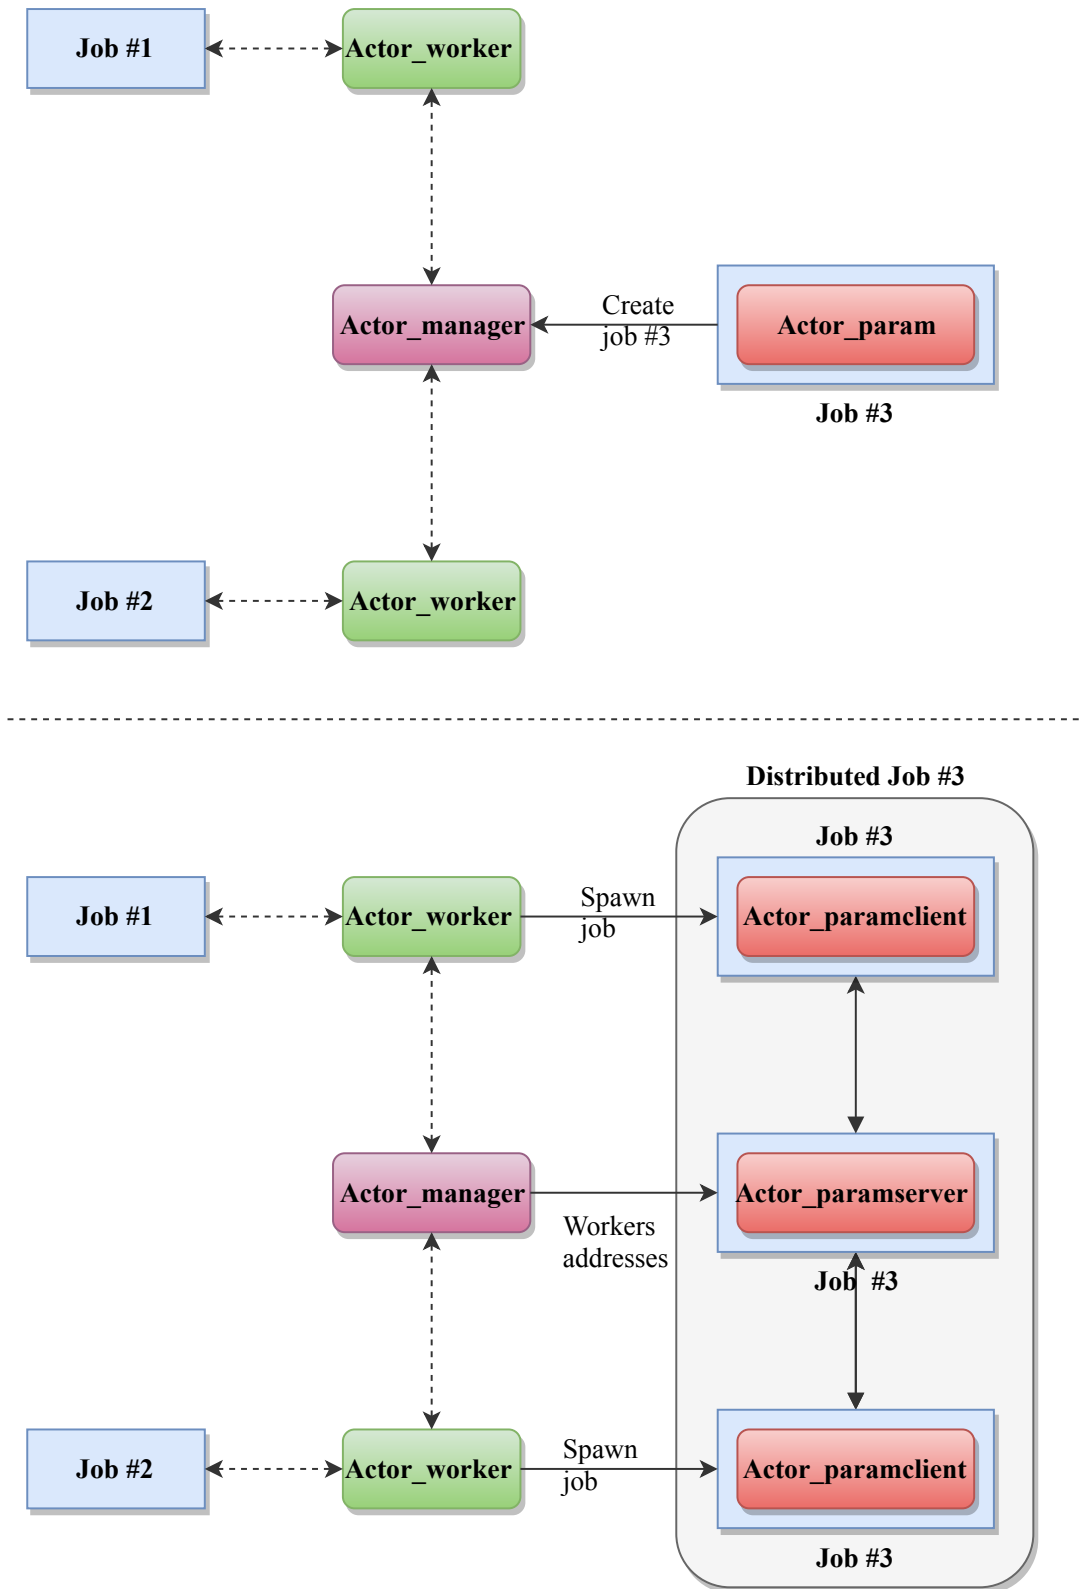 Job #1
Actor_worker
Create
job #3
Actor_manager
Actor_param
Job #3
Job #2
Actor_worker
Distributed Job #3
Job #3
Job #1
Actor_worker
Spawn
job
Actor_paramclient
Actor_manager
Workers
addresses
Actor_paramserver
Job #3
Job #2
Actor_worker
Spawn
job
Actor_paramclient
Job #3